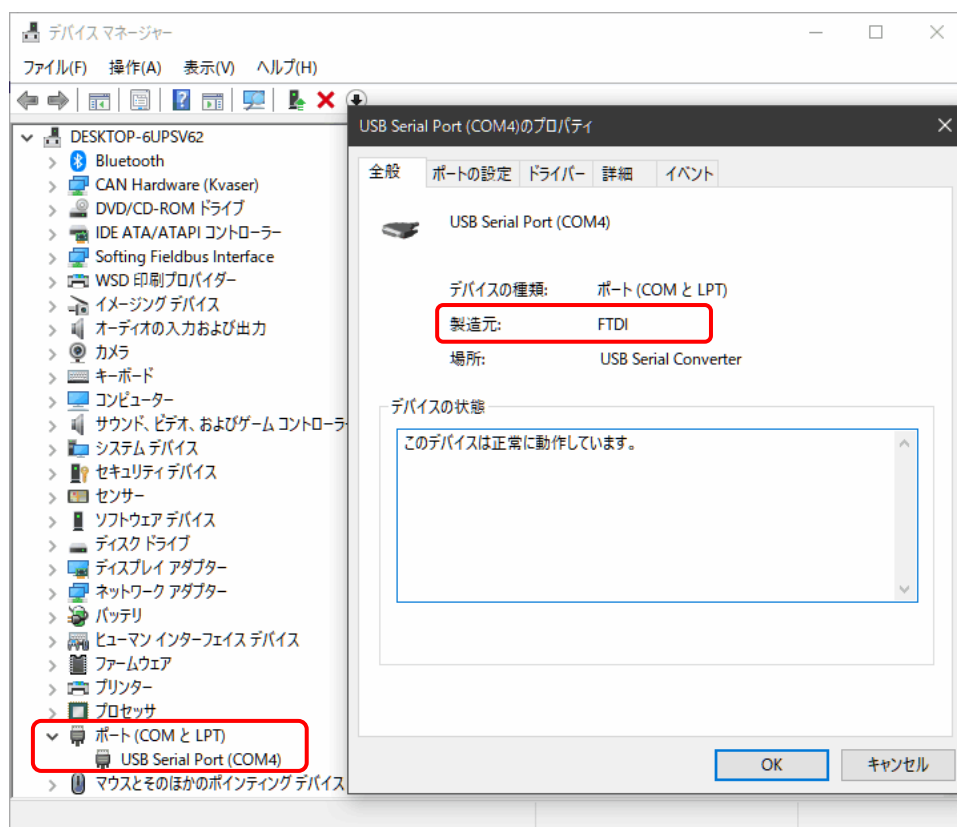 デバイス マネージャー
ファイル(F) 操作(A) 表示(V) ヘルプ(H)
DESKTOP-6UPSV62
Bluetooth
CAN Hardware (Kvaser)
DVD/CD-ROM ドライブ
IDE ATA/ATAPI コントローラー
Softing Fieldbus Interface
WSD 印刷プロバイダー
イメージング デバイス
オーディオの入力および出力
カメラ
キーボード
コンピューター
サウンド、ビデオ、およびゲーム コントローラー
システム デバイス
セキュリティ デバイス
センサー
ソフトウェア デバイス
ディスク ドライブ
ディスプレイ アダプター
ネットワーク アダプター
バッテリ
ヒューマン インターフェイス デバイス
ファームウェア
プリンター
プロセッサ
ポート (COM と LPT)
USB Serial Port (COM4)
マウスとそのほかのポインティング デバイス
USB Serial Port (COM4)のプロパティ
全般 ポートの設定 ドライバー 詳細 イベント
USB Serial Port (COM4)
デバイスの種類: ポート (COM と LPT)
製造元: FTDI
場所: USB Serial Converter
デバイスの状態
このデバイスは正常に動作しています。
OK キャンセル